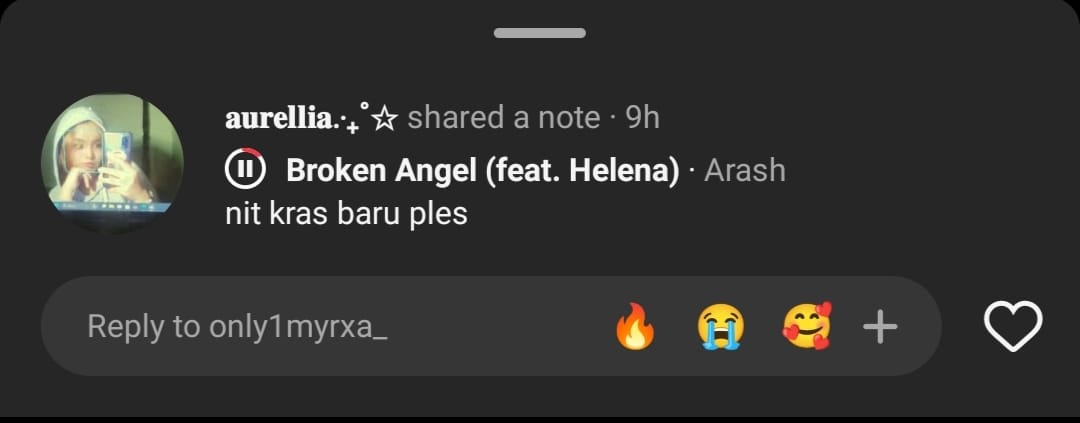 aurellia.‧₊˚☆ shared a note · 9h
Broken Angel (feat. Helena) · Arash
nit kras baru ples
Reply to only1myrxa_